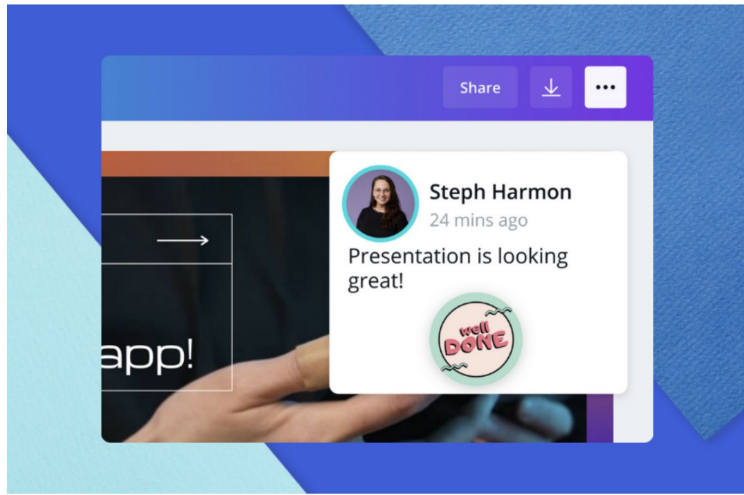 Share
Steph Harmon
24 mins ago
Presentation is looking
great!
well
DONE
app!